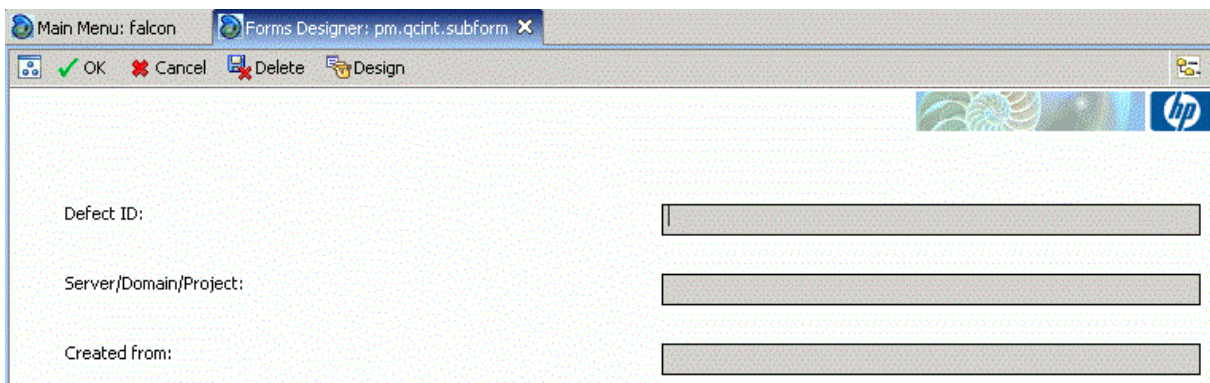 Main Menu: falcon Forms Designer: pm.qcint.subform
OK Cancel Delete Design
hp
Defect ID:
Server/Domain/Project:
Created from: